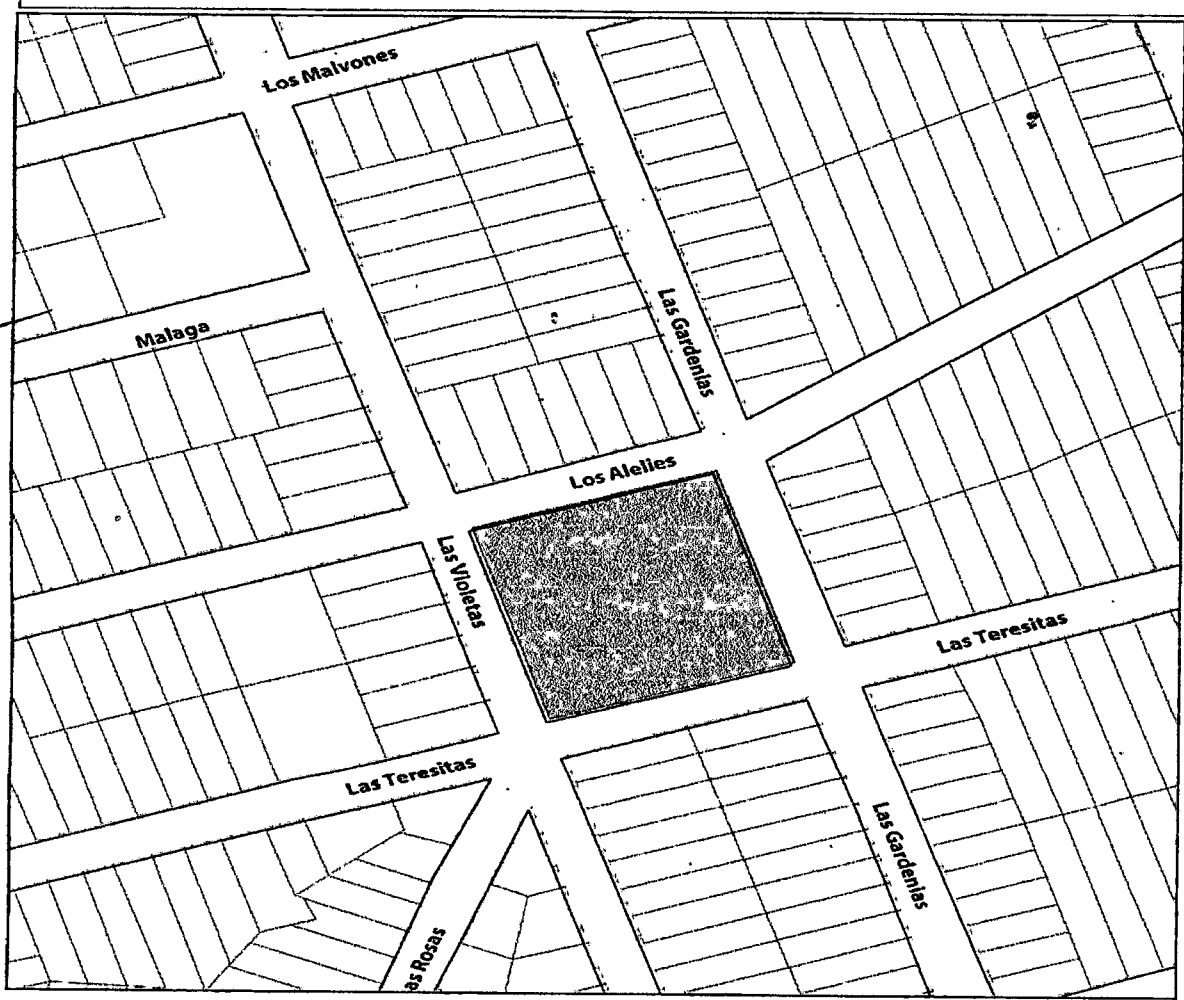 Los Malvones
Malaga
Las Gardenias
Los Alelies
Las Violetas
Las Teresitas
Las Teresitas
Las Gardenias
as Rosas